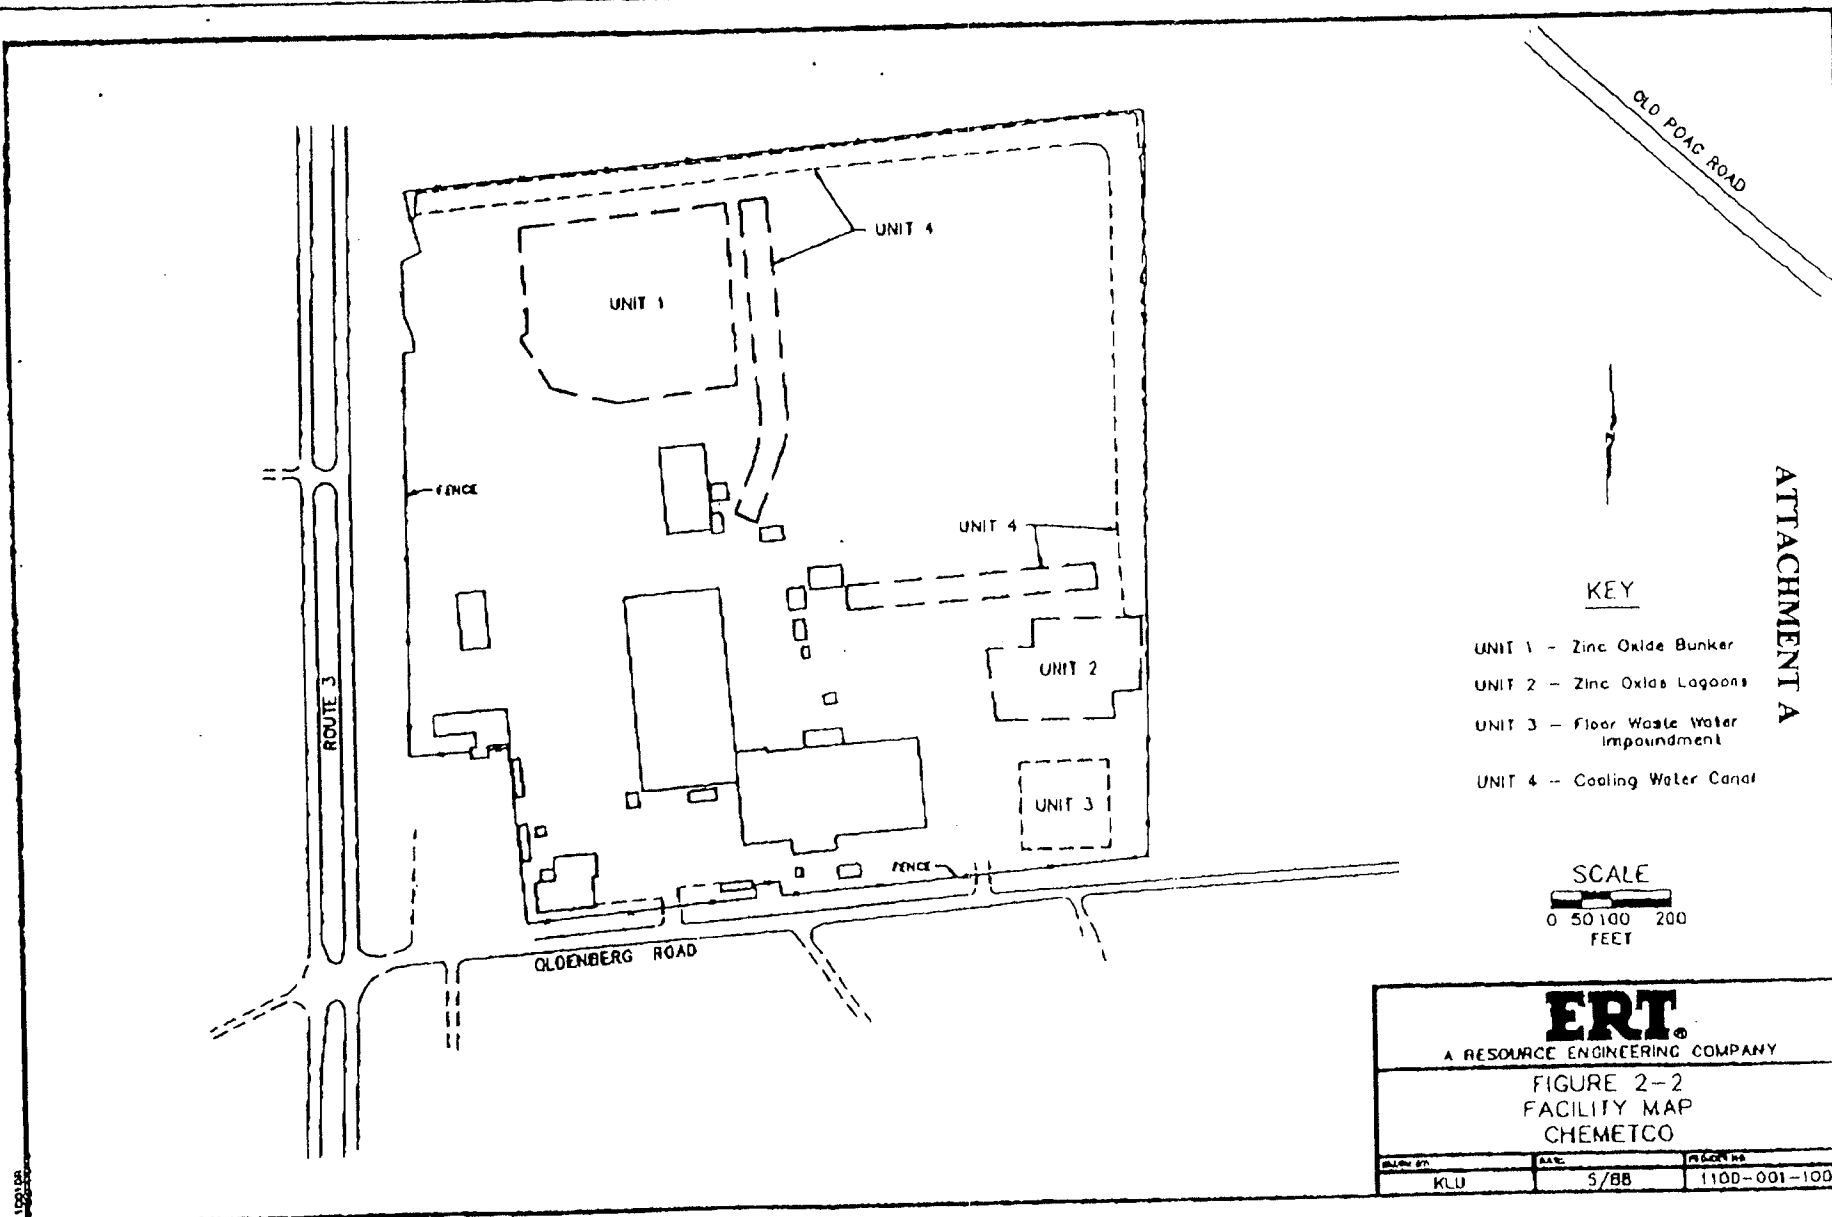 OLD POAG ROAD
UNIT 4
UNIT 1
FENCE
UNIT 4
ATTACHMENT A
KEY
UNIT 1 - Zinc Oxide Bunker
UNIT 2 - Zinc Oxide Lagoons
UNIT 3 - Floor Waste Water
Impoundment
UNIT 4 - Cooling Water Canal
UNIT 2
ROUTE 3
UNIT 3
FENCE
SCALE
0 50 100 200
FEET
OLDENBERG ROAD
ERT®
A RESOURCE ENGINEERING COMPANY
FIGURE 2-2
FACILITY MAP
CHEMETCO
DATE
KLU 5/88 1100-001-100